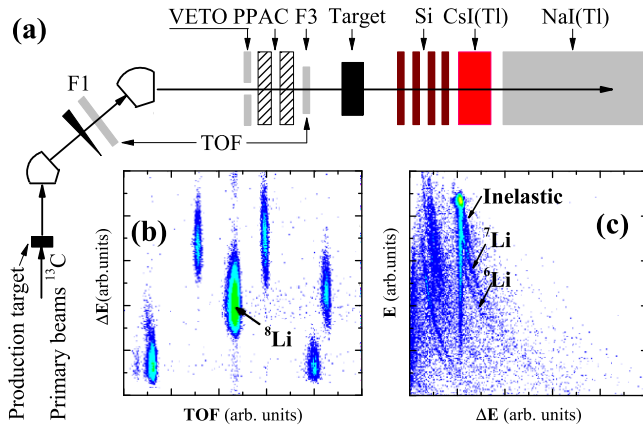 (a)
VETO PPAC F3 Target Si CsI(Tl) NaI(Tl)
F1
TOF
Production target
Primary beams ¹³C
(b)
⁸Li
ΔE(arb.units)
TOF (arb. units)
(c)
Inelastic
⁷Li
⁶Li
E (arb.units)
ΔE (arb. units)